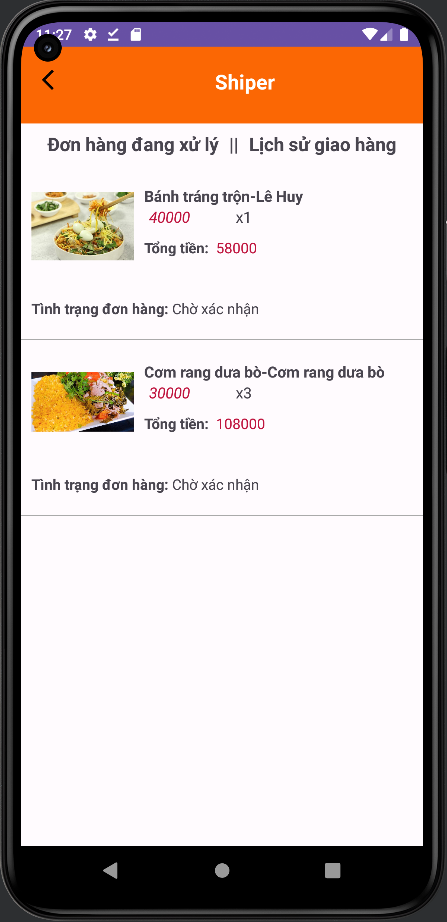 11:27
Shiper
Đơn hàng đang xử lý || Lịch sử giao hàng
Bánh tráng trộn-Lê Huy
40000 x1
Tổng tiền: 58000
Tình trạng đơn hàng: Chờ xác nhận
Cơm rang dưa bò-Cơm rang dưa bò
30000 x3
Tổng tiền: 108000
Tình trạng đơn hàng: Chờ xác nhận